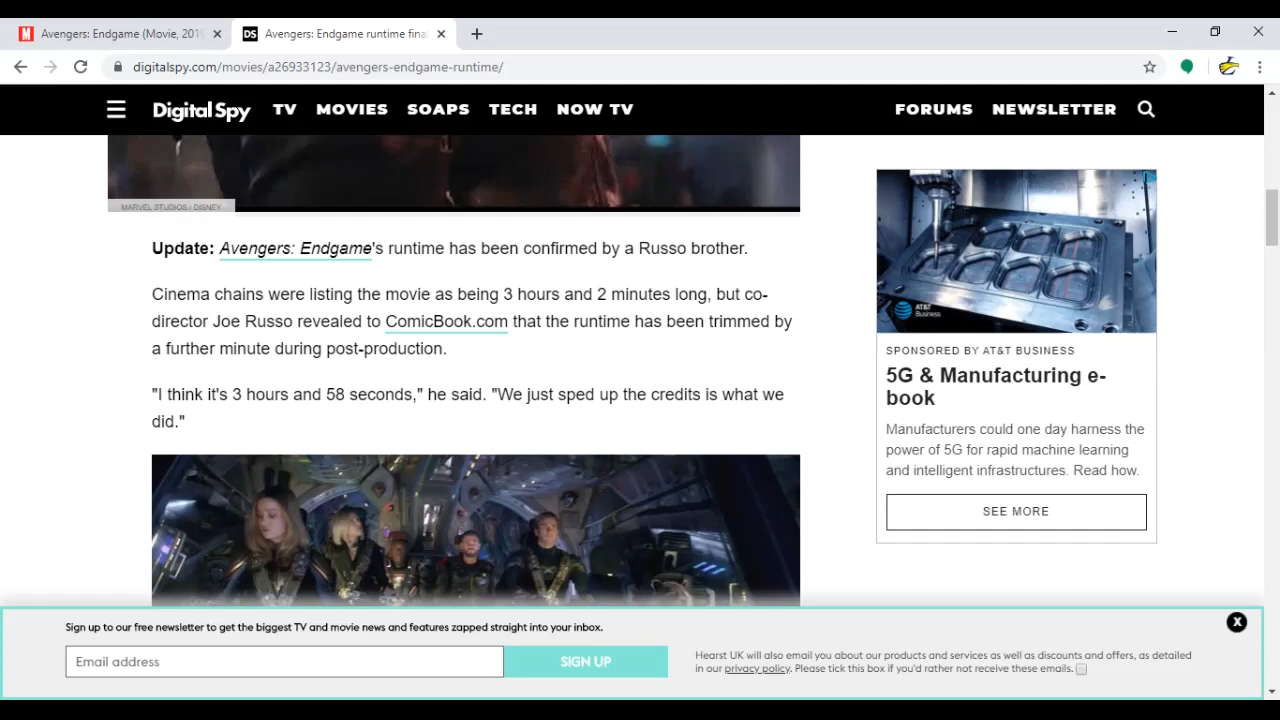 M Avengers: Endgame (Movie, 2019
DS Avengers: Endgame runtime fina
digitalspy.com/movies/a26933123/avengers-endgame-runtime/
Digital Spy TV MOVIES SOAPS TECH NOW TV FORUMS NEWSLETTER
MARVEL STUDIOS / DISNEY
Update: Avengers: Endgame's runtime has been confirmed by a Russo brother.
Cinema chains were listing the movie as being 3 hours and 2 minutes long, but co-
director Joe Russo revealed to ComicBook.com that the runtime has been trimmed by
a further minute during post-production.
"I think it's 3 hours and 58 seconds," he said. "We just sped up the credits is what we
did."
AT&T
Business
SPONSORED BY AT&T BUSINESS
5G & Manufacturing e-
book
Manufacturers could one day harness the
power of 5G for rapid machine learning
and intelligent infrastructures. Read how.
SEE MORE
Sign up to our free newsletter to get the biggest TV and movie news and features zapped straight into your inbox.
X
Email address
SIGN UP
Hearst UK will also email you about our products and services as well as discounts and offers, as detailed
in our privacy policy. Please tick this box if you'd rather not receive these emails.